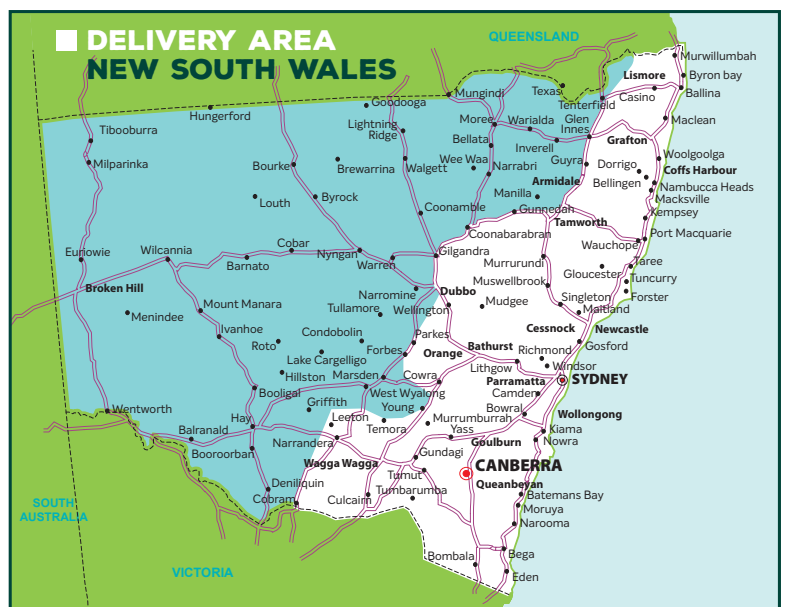 DELIVERY AREA
NEW SOUTH WALES
QUEENSLAND
Murwillumbah
Lismore
Byron bay
Texas
Mungindi
Casino
Ballina
Goodooga
Tenterfield
Hungerford
Moree
Warialda
Glen
Innes
Maclean
Lightning
Ridge
Tibooburra
Bellata
Inverell
Grafton
Wee Waa
Guyra
Woolgoolga
Milparinka
Bourke
Brewarrina
Walgett
Narrabri
Dorrigo
Coffs Harbour
Armidale
Bellingen
Nambucca Heads
Louth
Byrock
Manilla
Macksville
Coonamble
Gunnedah
Kempsey
Tamworth
Coonabarabran
Port Macquarie
Wauchope
Euriowie
Wilcannia
Cobar
Nyngan
Gilgandra
Barnato
Warren
Murrurundi
Taree
Gloucester
Tuncurry
Muswellbrook
Broken Hill
Narromine
Dubbo
Forster
Mount Manara
Tullamore
Wellington
Mudgee
Singleton
Maitland
Menindee
Ivanhoe
Condobolin
Parkes
Cessnock
Newcastle
Roto
Forbes
Orange
Bathurst
Richmond
Gosford
Lake Cargelligo
Lithgow
Windsor
Hillston
Marsden
Cowra
Parramatta
SYDNEY
Booligal
West Wyalong
Camden
Griffith
Young
Bowral
Wentworth
Hay
Leeton
Murrumburrah
Wollongong
Balranald
Temora
Yass
Kiama
Narrandera
Goulburn
Nowra
Booroorban
Gundagi
Wagga Wagga
CANBERRA
Tumut
Deniliquin
Queanbeyan
Tumbarumba
Batemans Bay
Cobram
Culcairn
Moruya
SOUTH
AUSTRALIA
Narooma
Bombala
Bega
VICTORIA
Eden